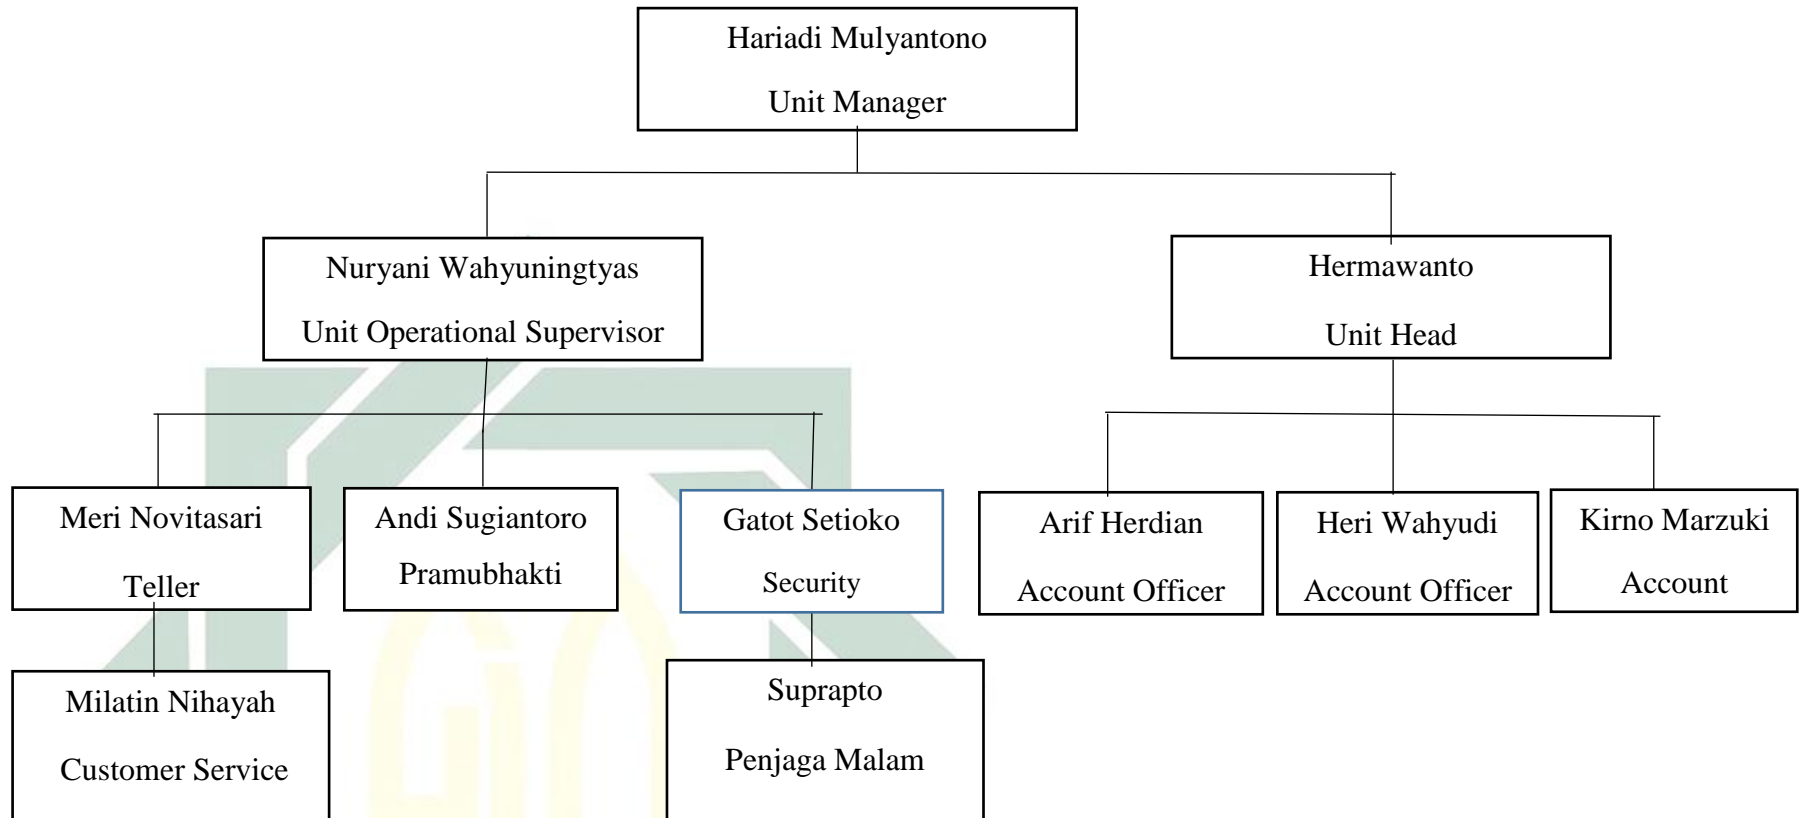 Hariadi Mulyantono
Unit Manager
Nuryani Wahyuningtyas
Unit Operational Supervisor
Hermawanto
Unit Head
Meri Novitasari
Teller
Andi Sugiantoro
Pramubhakti
Gatot Setioko
Security
Arif Herdian
Account Officer
Heri Wahyudi
Account Officer
Kirno Marzuki
Account
Milatin Nihayah
Customer Service
Suprapto
Penjaga Malam